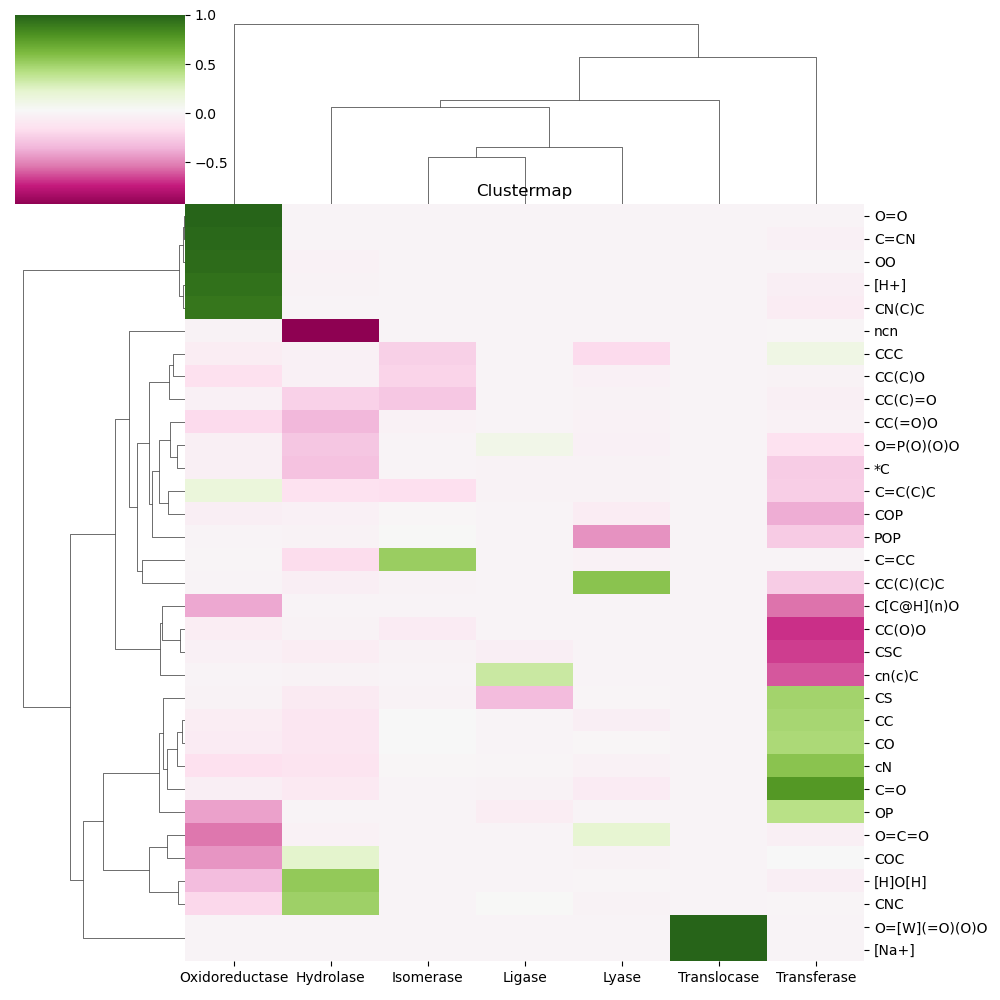 1.0
0.5
0.0
−0.5
Clustermap
O=O
C=CN
OO
[H+]
CN(C)C
ncn
CCC
CC(C)O
CC(C)=O
CC(=O)O
O=P(O)(O)O
*C
C=C(C)C
COP
POP
C=CC
CC(C)(C)C
C[C@H](n)O
CC(O)O
CSC
cn(c)C
CS
CC
CO
cN
C=O
OP
O=C=O
COC
[H]O[H]
CNC
O=[W](=O)(O)O
[Na+]
Oxidoreductase Hydrolase Isomerase Ligase Lyase Translocase Transferase